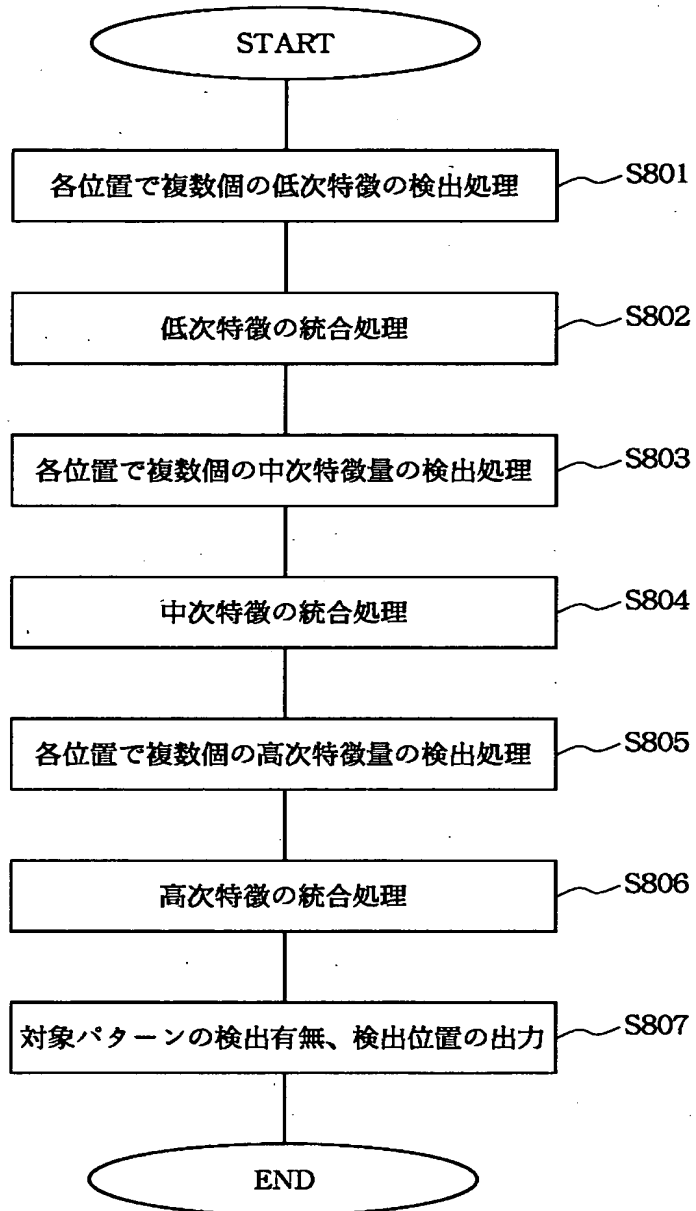 START
各位置で複数個の低次特徴の検出処理
S801
低次特徴の統合処理
S802
各位置で複数個の中次特徴量の検出処理
S803
中次特徴の統合処理
S804
各位置で複数個の高次特徴量の検出処理
S805
高次特徴の統合処理
S806
対象パターンの検出有無、検出位置の出力
S807
END